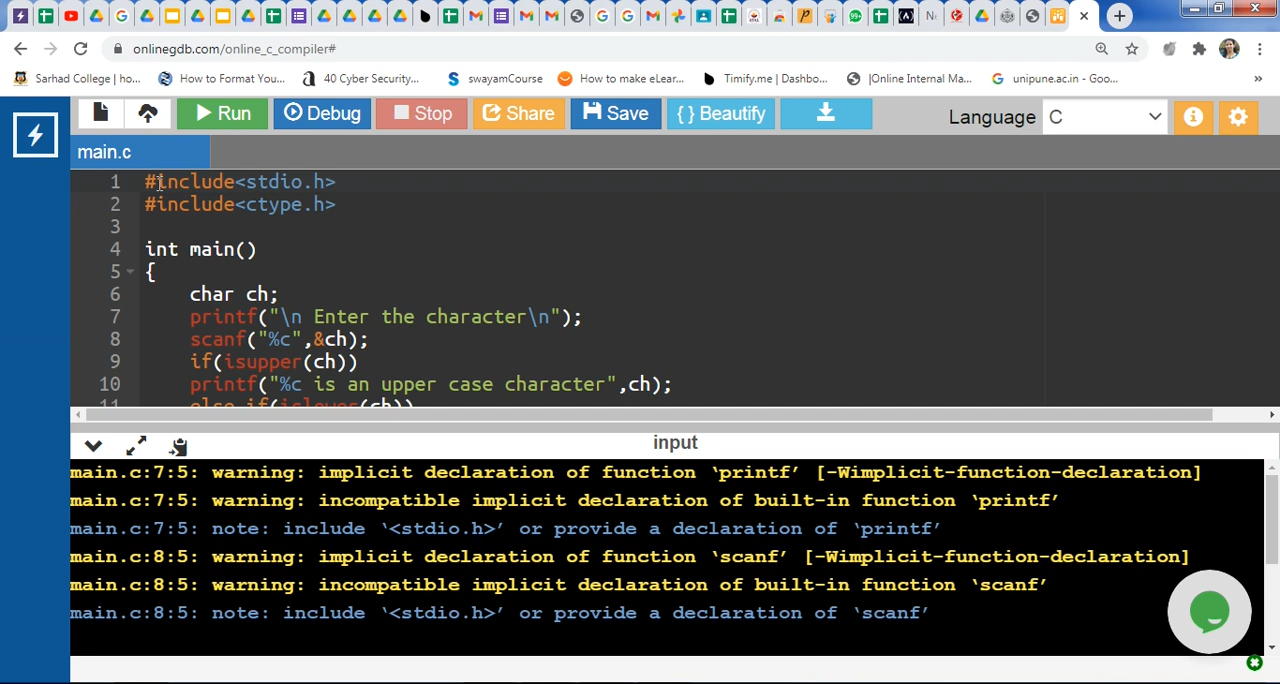 99+
onlinegdb.com/online_c_compiler#
Sarhad College | ho...
How to Format You...
40 Cyber Security...
swayamCourse
How to make eLear...
Timify.me | Dashbo...
|Online Internal Ma...
unipune.ac.in - Goo...
»
Run
Debug
Stop
Share
Save
{ } Beautify
Language
C
main.c
1 #include<stdio.h>
2 #include<ctype.h>
3
4 int main()
5 {
6 char ch;
7 printf("\n Enter the character\n");
8 scanf("%c",&ch);
9 if(isupper(ch))
10 printf("%c is an upper case character",ch);
11 else if(islower(ch))
input
main.c:7:5: warning: implicit declaration of function ‘printf’ [-Wimplicit-function-declaration]
main.c:7:5: warning: incompatible implicit declaration of built-in function ‘printf’
main.c:7:5: note: include ‘<stdio.h>’ or provide a declaration of ‘printf’
main.c:8:5: warning: implicit declaration of function ‘scanf’ [-Wimplicit-function-declaration]
main.c:8:5: warning: incompatible implicit declaration of built-in function ‘scanf’
main.c:8:5: note: include ‘<stdio.h>’ or provide a declaration of ‘scanf’